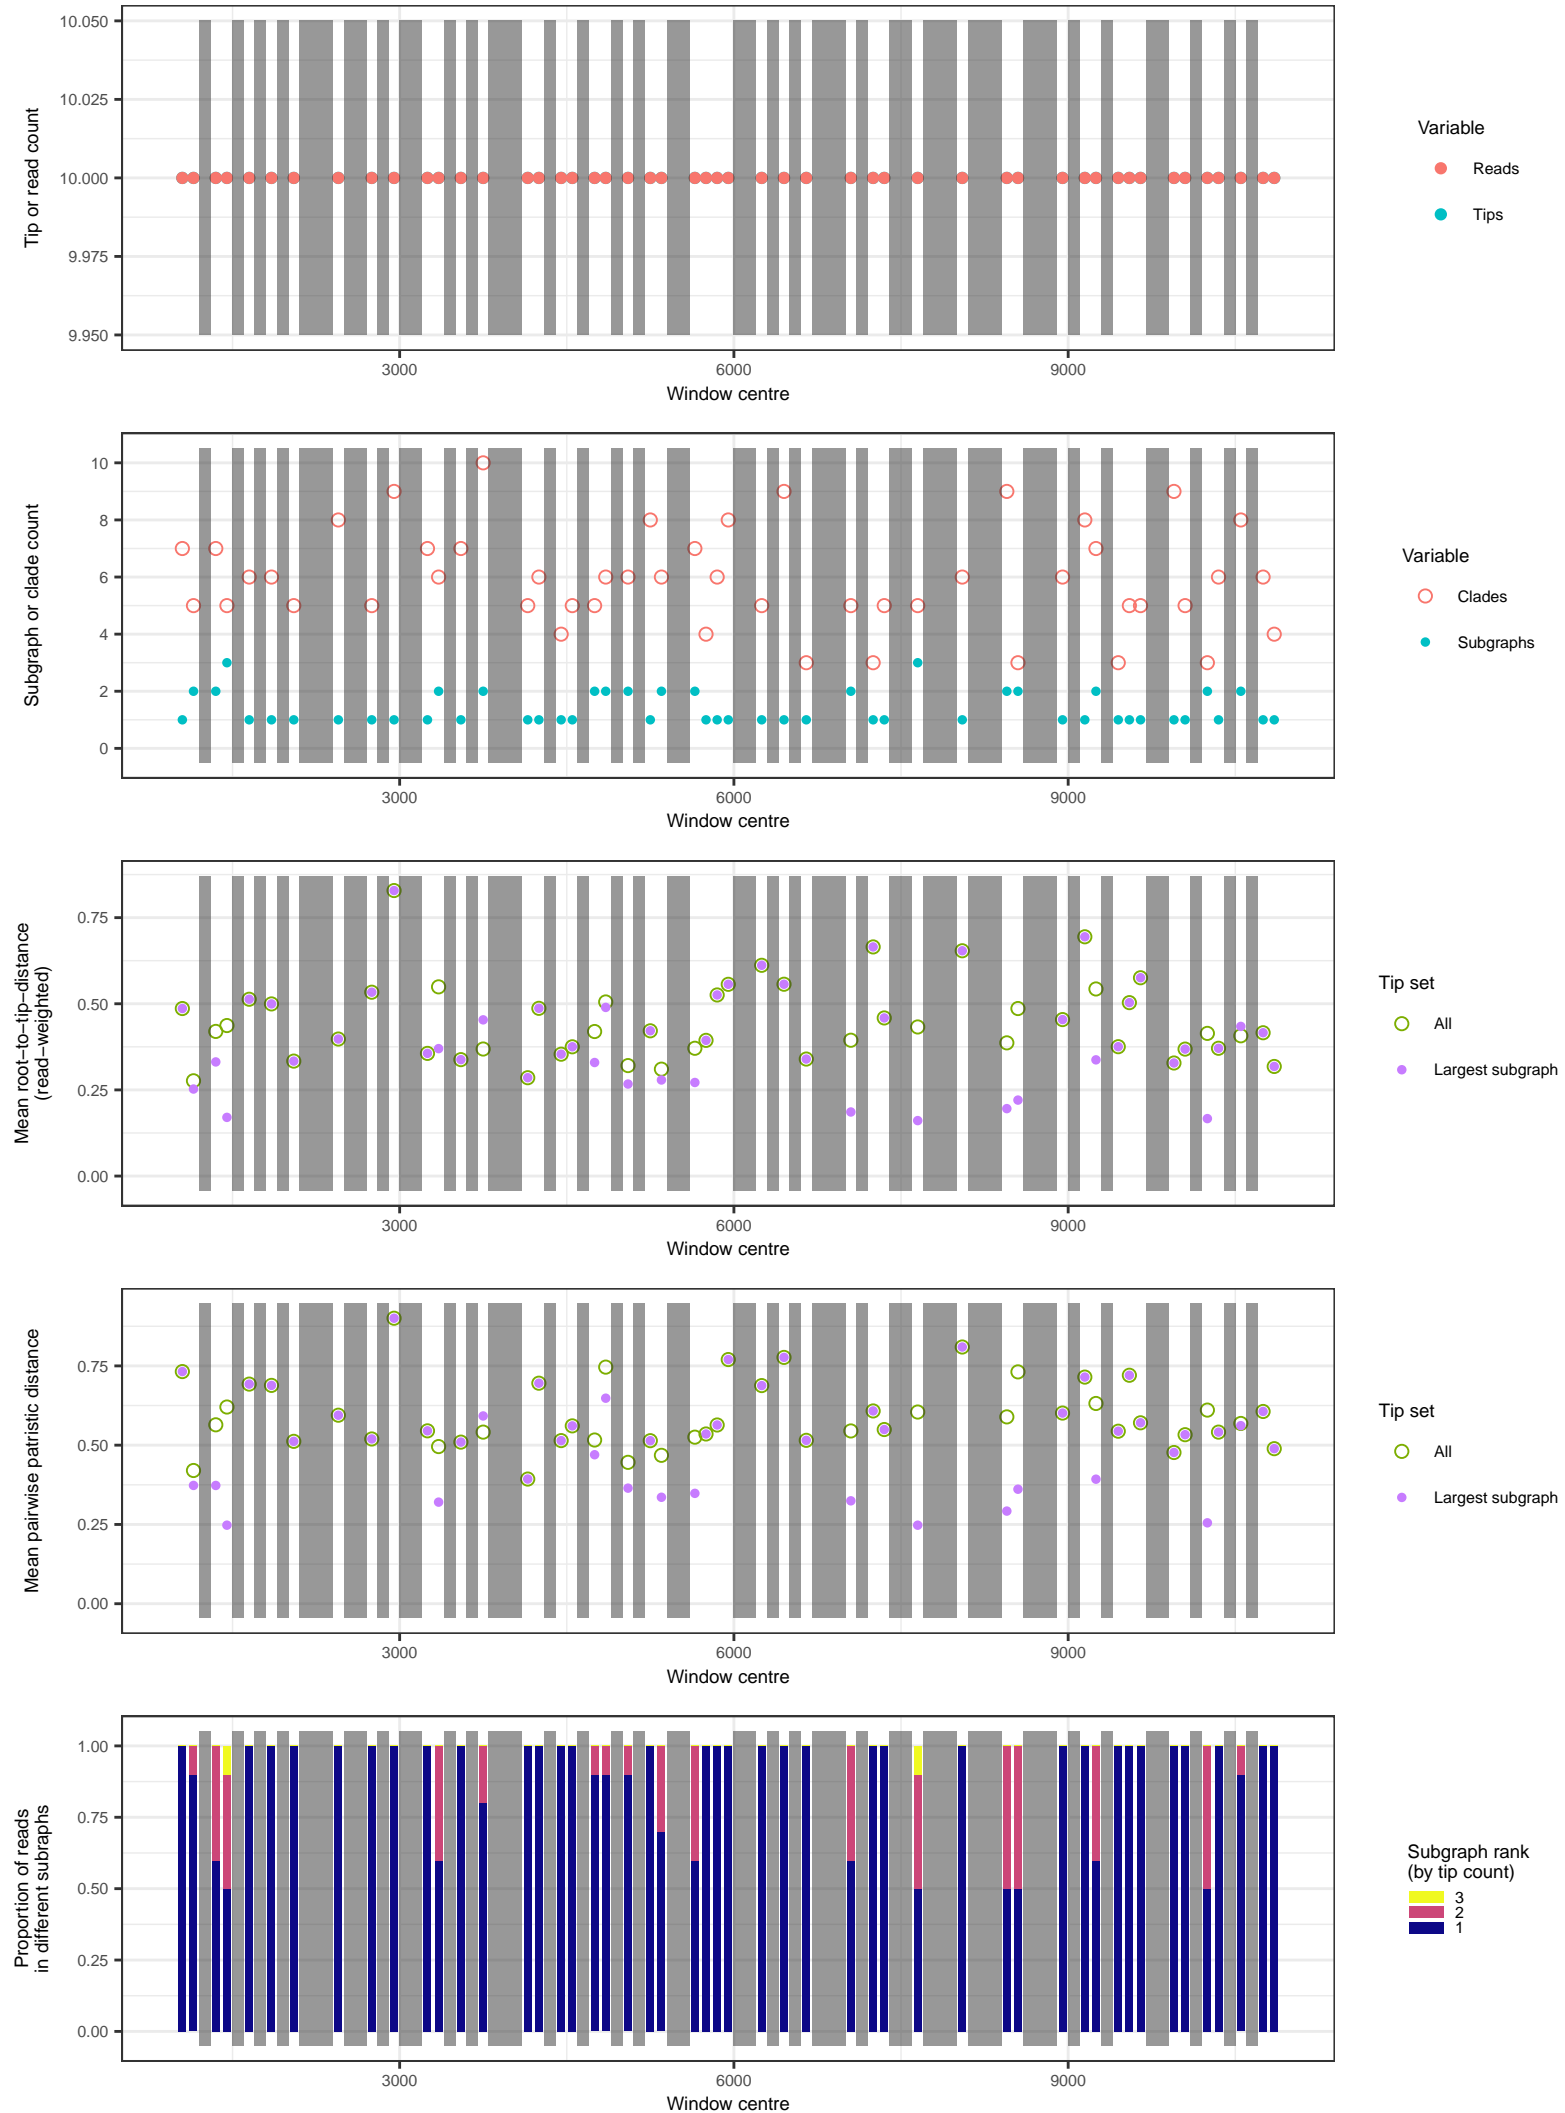 10.050
10.025
10.000
9.975
9.950
Tip or read count
3000
6000
9000
Window centre
Variable
Reads
Tips
10
8
6
4
2
0
Subgraph or clade count
3000
6000
9000
Window centre
Variable
Clades
Subgraphs
0.75
0.50
0.25
0.00
Mean root−to−tip−distance
(read−weighted)
3000
6000
9000
Window centre
Tip set
All
Largest subgraph
0.75
0.50
0.25
0.00
Mean pairwise patristic distance
3000
6000
9000
Window centre
Tip set
All
Largest subgraph
1.00
0.75
0.50
0.25
0.00
Proportion of reads
in different subraphs
3000
6000
9000
Window centre
Subgraph rank
(by tip count)
3
2
1